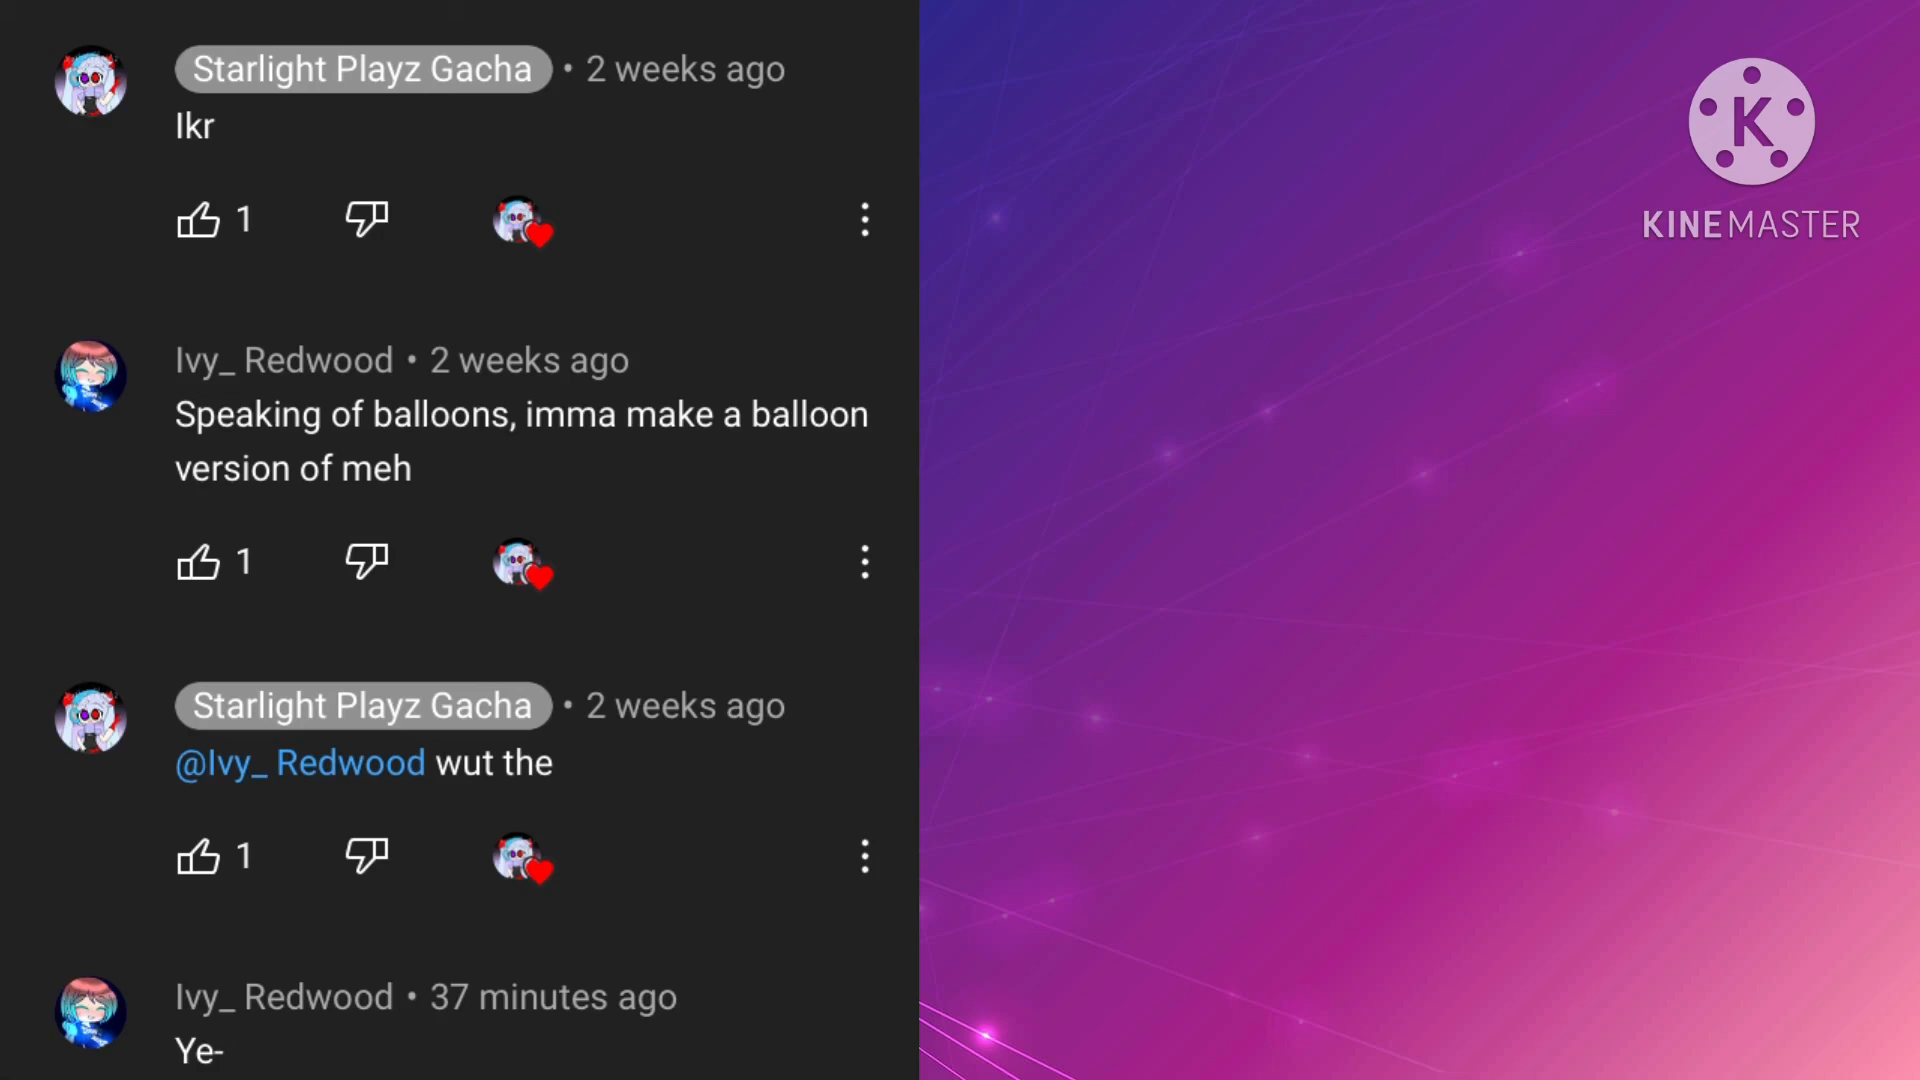 Starlight Playz Gacha • 2 weeks ago
Ikr
1
Ivy_ Redwood • 2 weeks ago
Speaking of balloons, imma make a balloon
version of meh
1
Starlight Playz Gacha • 2 weeks ago
@Ivy_ Redwood wut the
1
Ivy_ Redwood • 37 minutes ago
Ye-
K
KINEMASTER